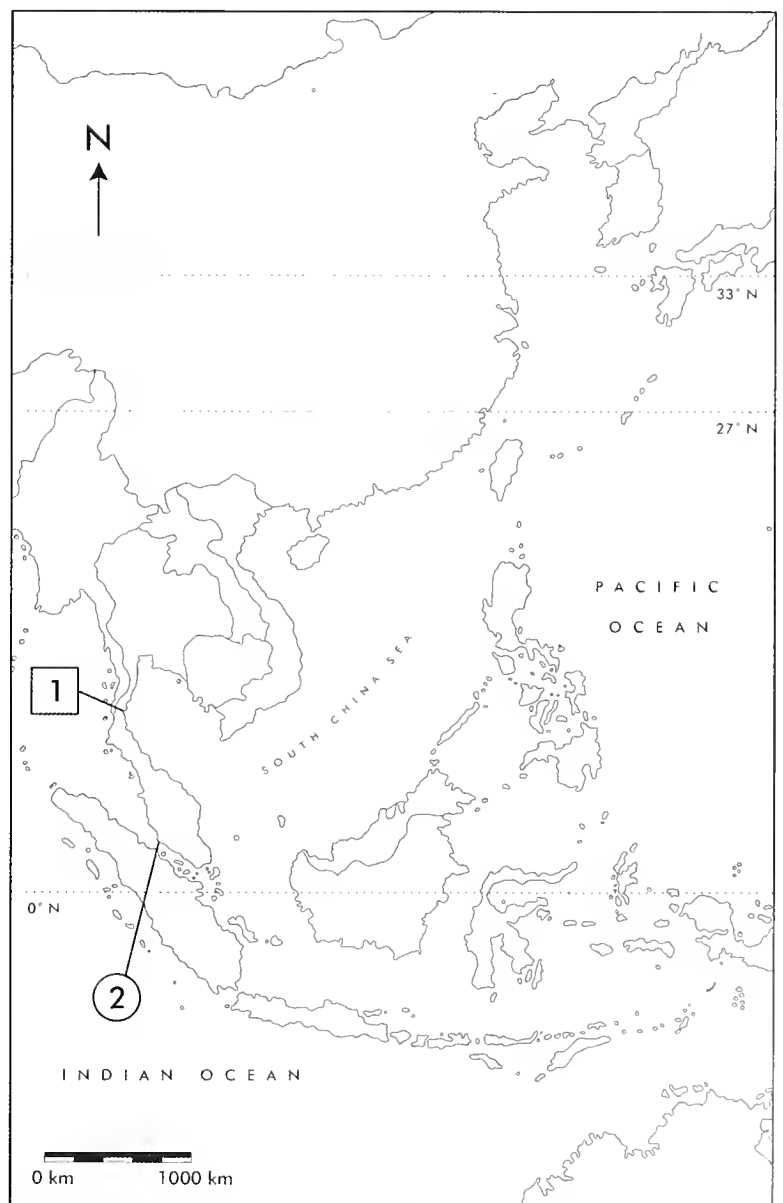 N
33° N
27° N
PACIFIC
OCEAN
1
SOUTH CHINA SEA
0° N
2
INDIAN OCEAN
0 km 1000 km